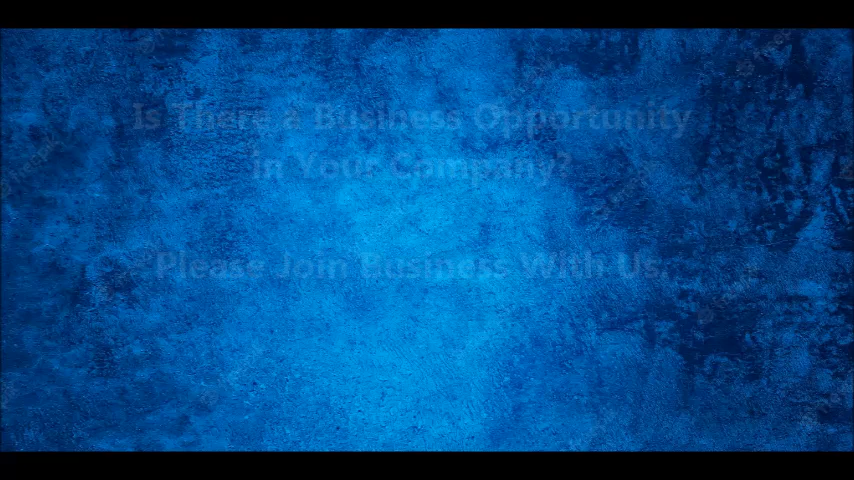 Is There a Business Opportunity
in Your Company?
Please Join Business With Us.